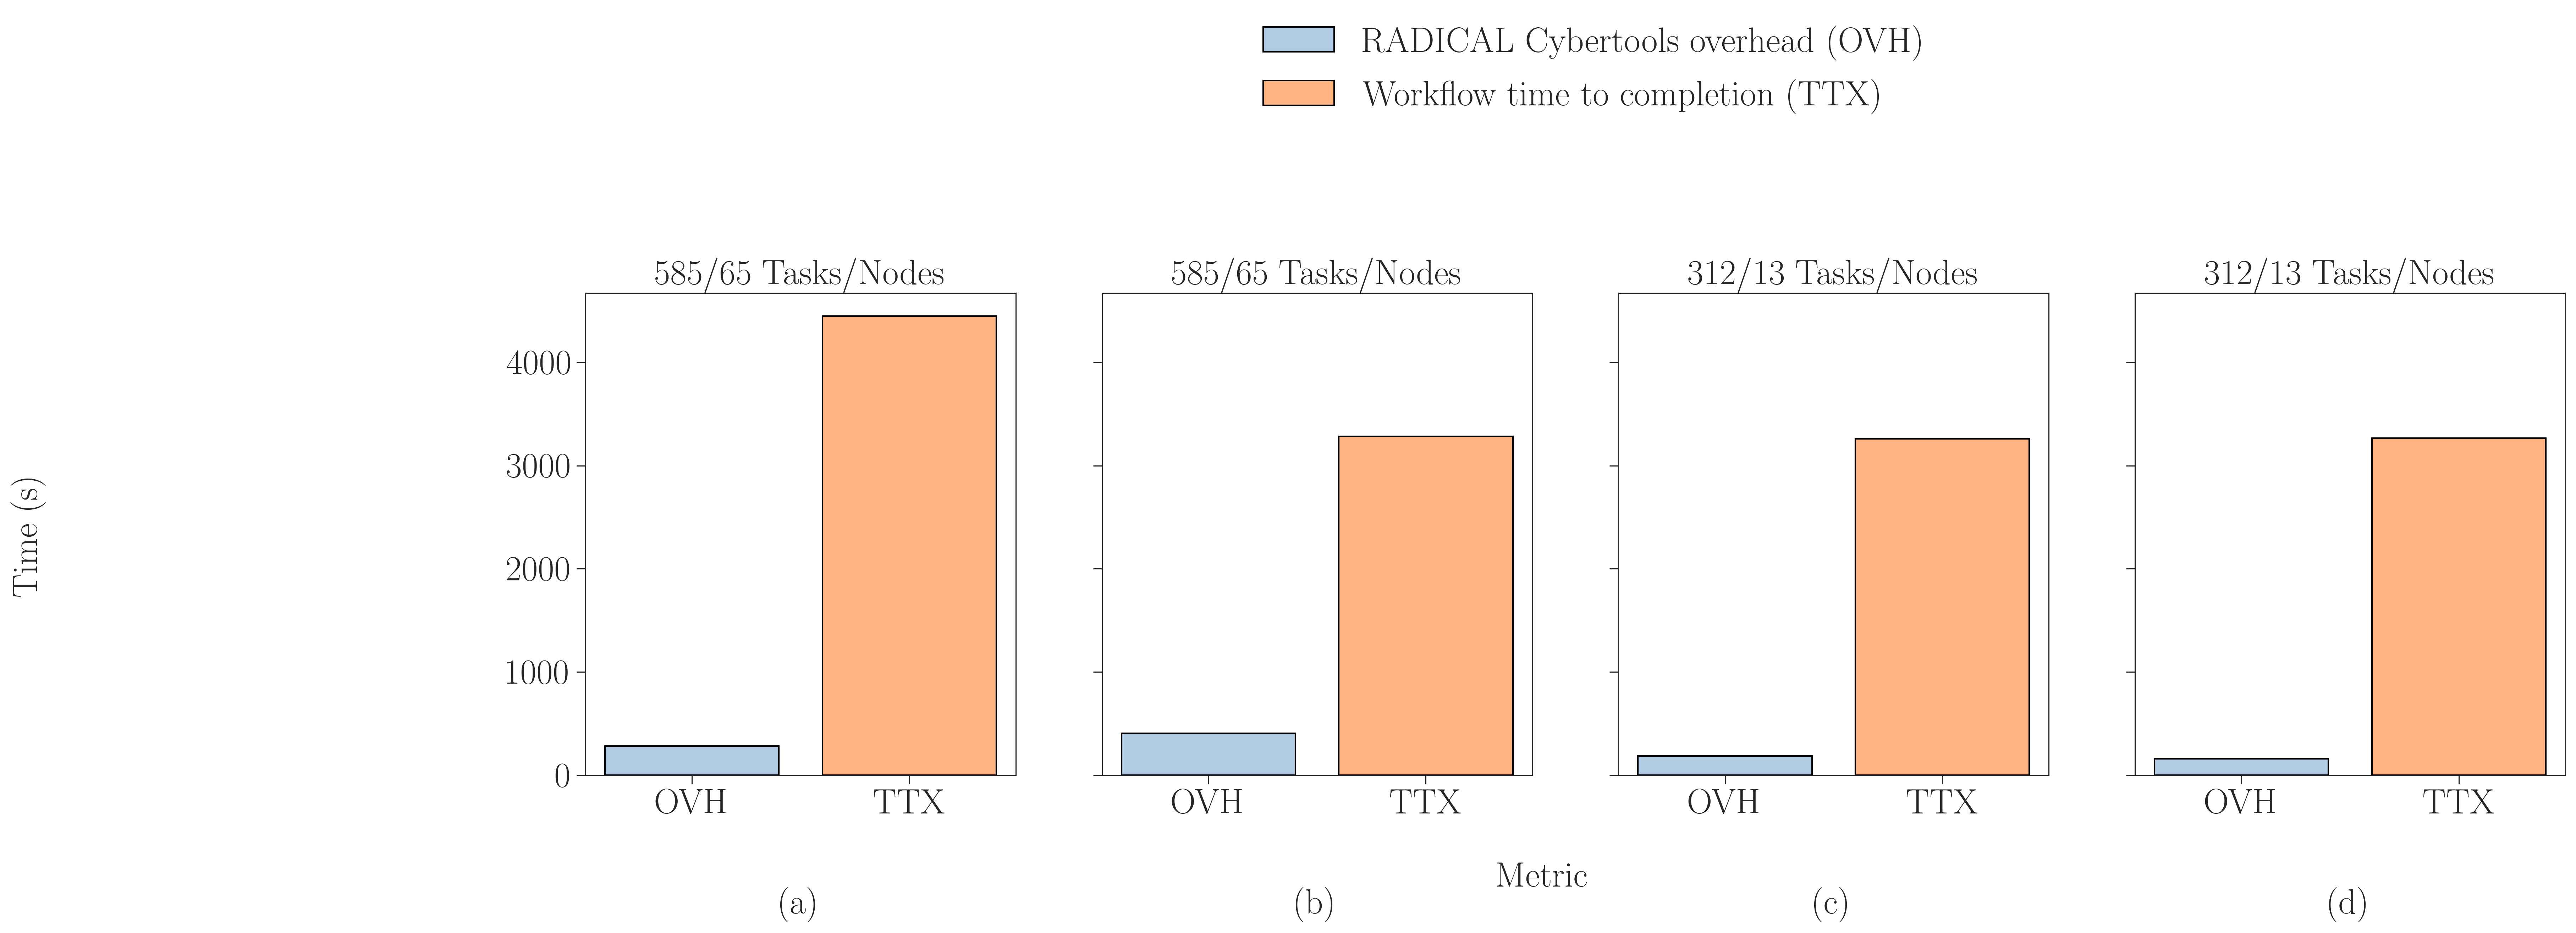 RADICAL Cybertools overhead (OVH)
Workflow time to completion (TTX)
585/65 Tasks/Nodes
585/65 Tasks/Nodes
312/13 Tasks/Nodes
312/13 Tasks/Nodes
Time (s)
4000
3000
2000
1000
0
OVH TTX
OVH TTX
OVH TTX
OVH TTX
Metric
(a)
(b)
(c)
(d)